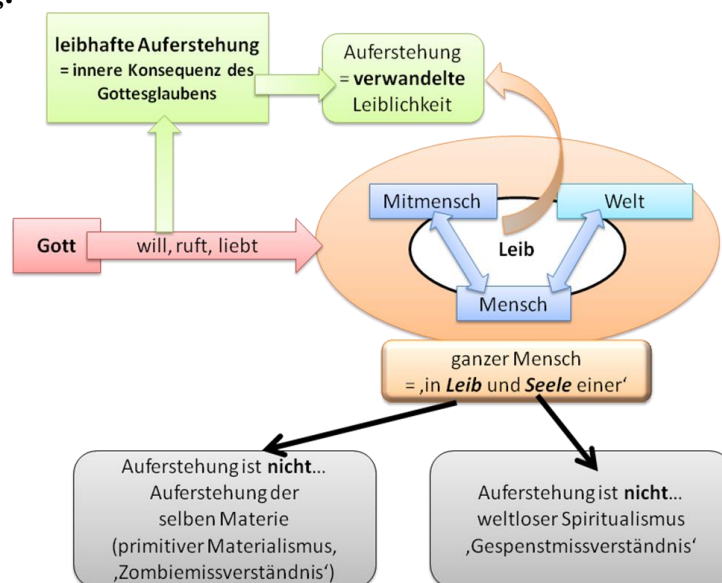 leibhafte Auferstehung
= innere Konsequenz des
Gottesglaubens
Auferstehung
= verwandelte
Leiblichkeit
Mitmensch
Welt
Gott
will, ruft, liebt
Leib
Mensch
ganzer Mensch
= ‚in Leib und Seele einer‘
Auferstehung ist nicht...
Auferstehung der
selben Materie
(primitiver Materialismus,
‚Zombiemissverständnis‘)
Auferstehung ist nicht...
weltloser Spiritualismus
‚Gespenstmissverständnis‘